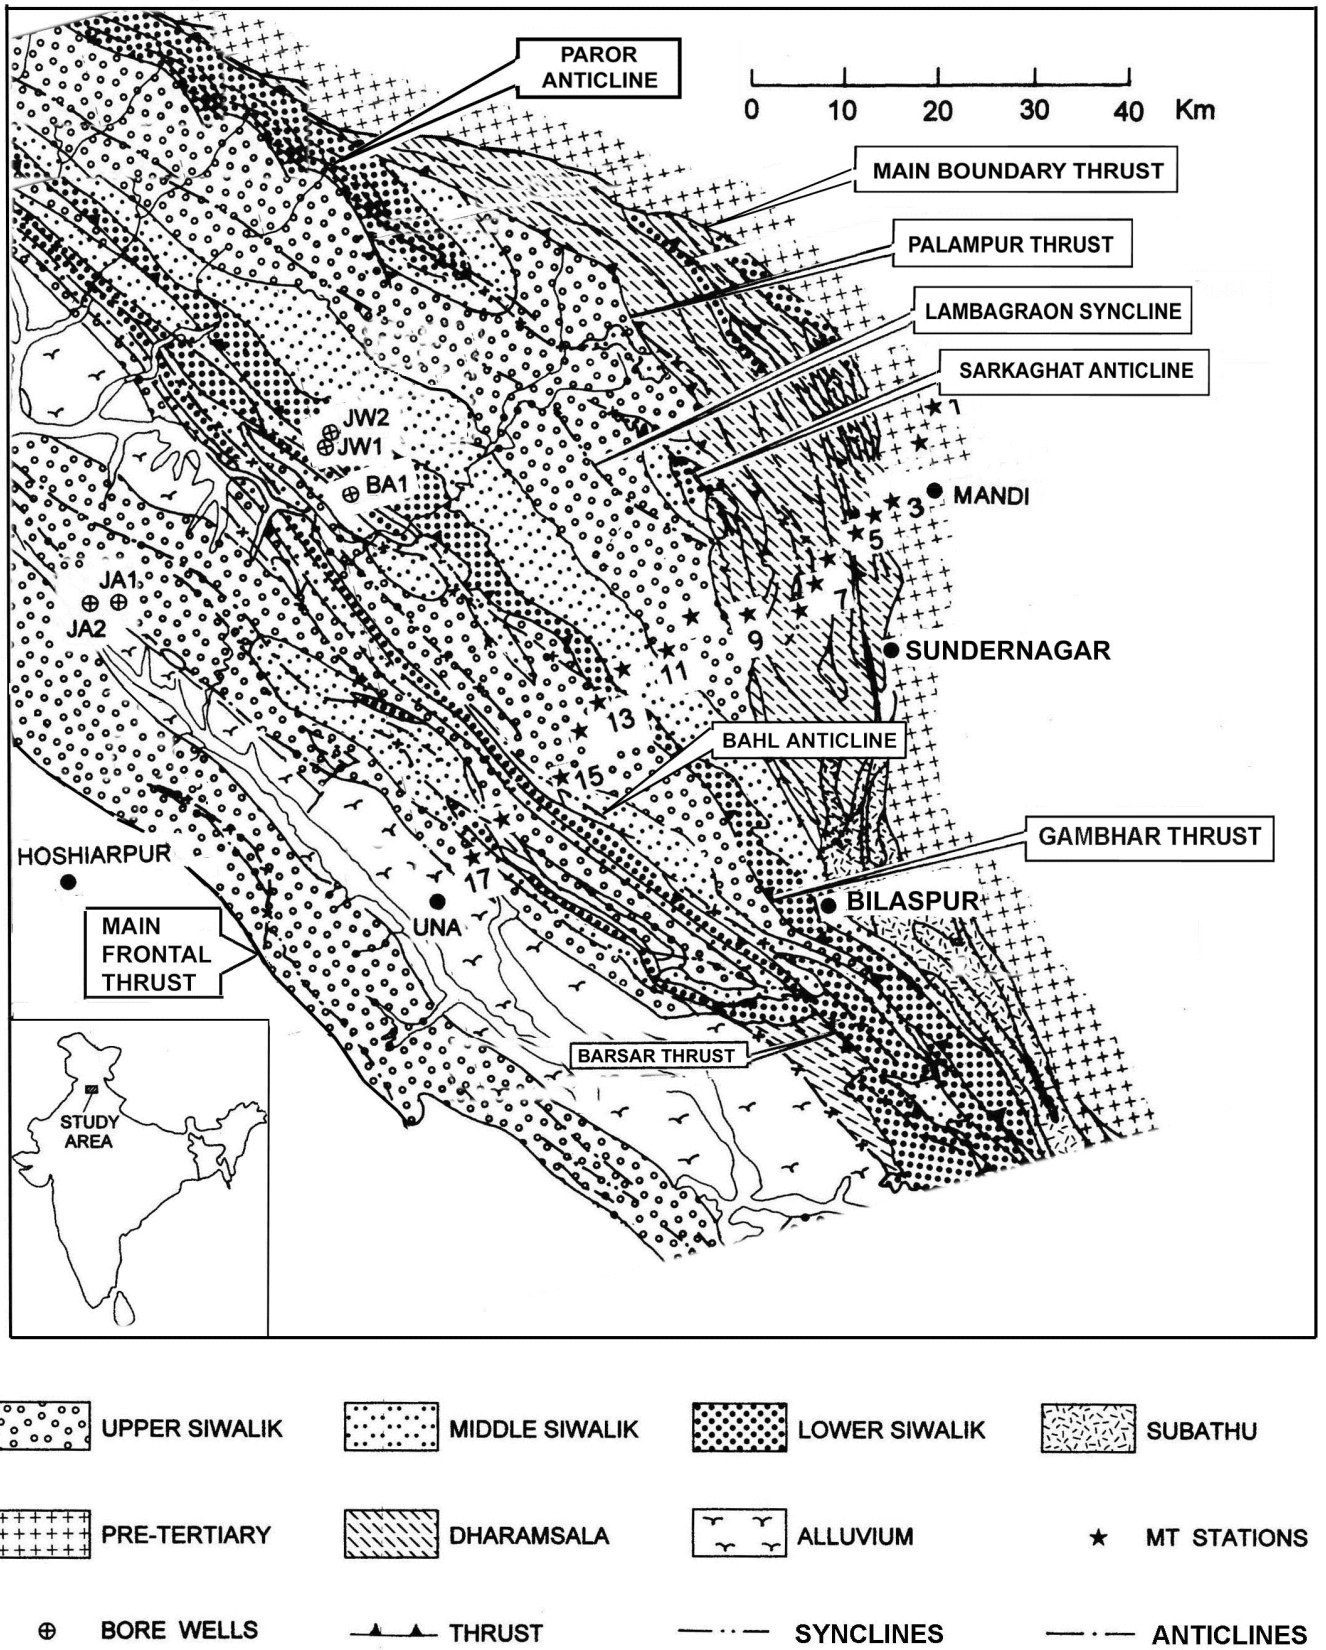 PAROR
ANTICLINE
0 10 20 30 40 Km
MAIN BOUNDARY THRUST
PALAMPUR THRUST
LAMBAGRAON SYNCLINE
SARKAGHAT ANTICLINE
1
JW2
JW1
BA1
MANDI
3
5
JA1
JA2
7
9
SUNDERNAGAR
11
13
BAHL ANTICLINE
15
GAMBHAR THRUST
HOSHIARPUR
17
BILASPUR
UNA
MAIN
FRONTAL
THRUST
BARSAR THRUST
STUDY
AREA
UPPER SIWALIK
MIDDLE SIWALIK
LOWER SIWALIK
SUBATHU
PRE-TERTIARY
DHARAMSALA
ALLUVIUM
MT STATIONS
BORE WELLS
THRUST
SYNCLINES
ANTICLINES